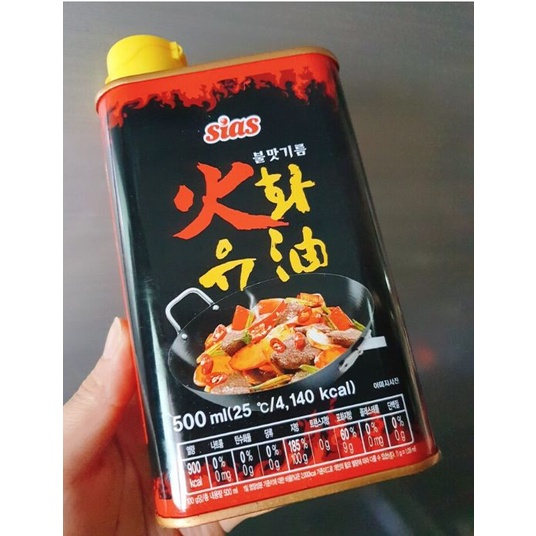 sias
불맛기름
火화
유油
500 ml(25 ℃/4,140 kcal)
이미지사진
열량 나트륨 탄수화물 당류 지방 트랜스지방 포화지방 콜레스테롤 단백질
900 kcal 0% 0 mg 0% 0 g 0% 0 g 185% 100 g 0 g 60% 9 g 0% 0 mg 0% 0 g